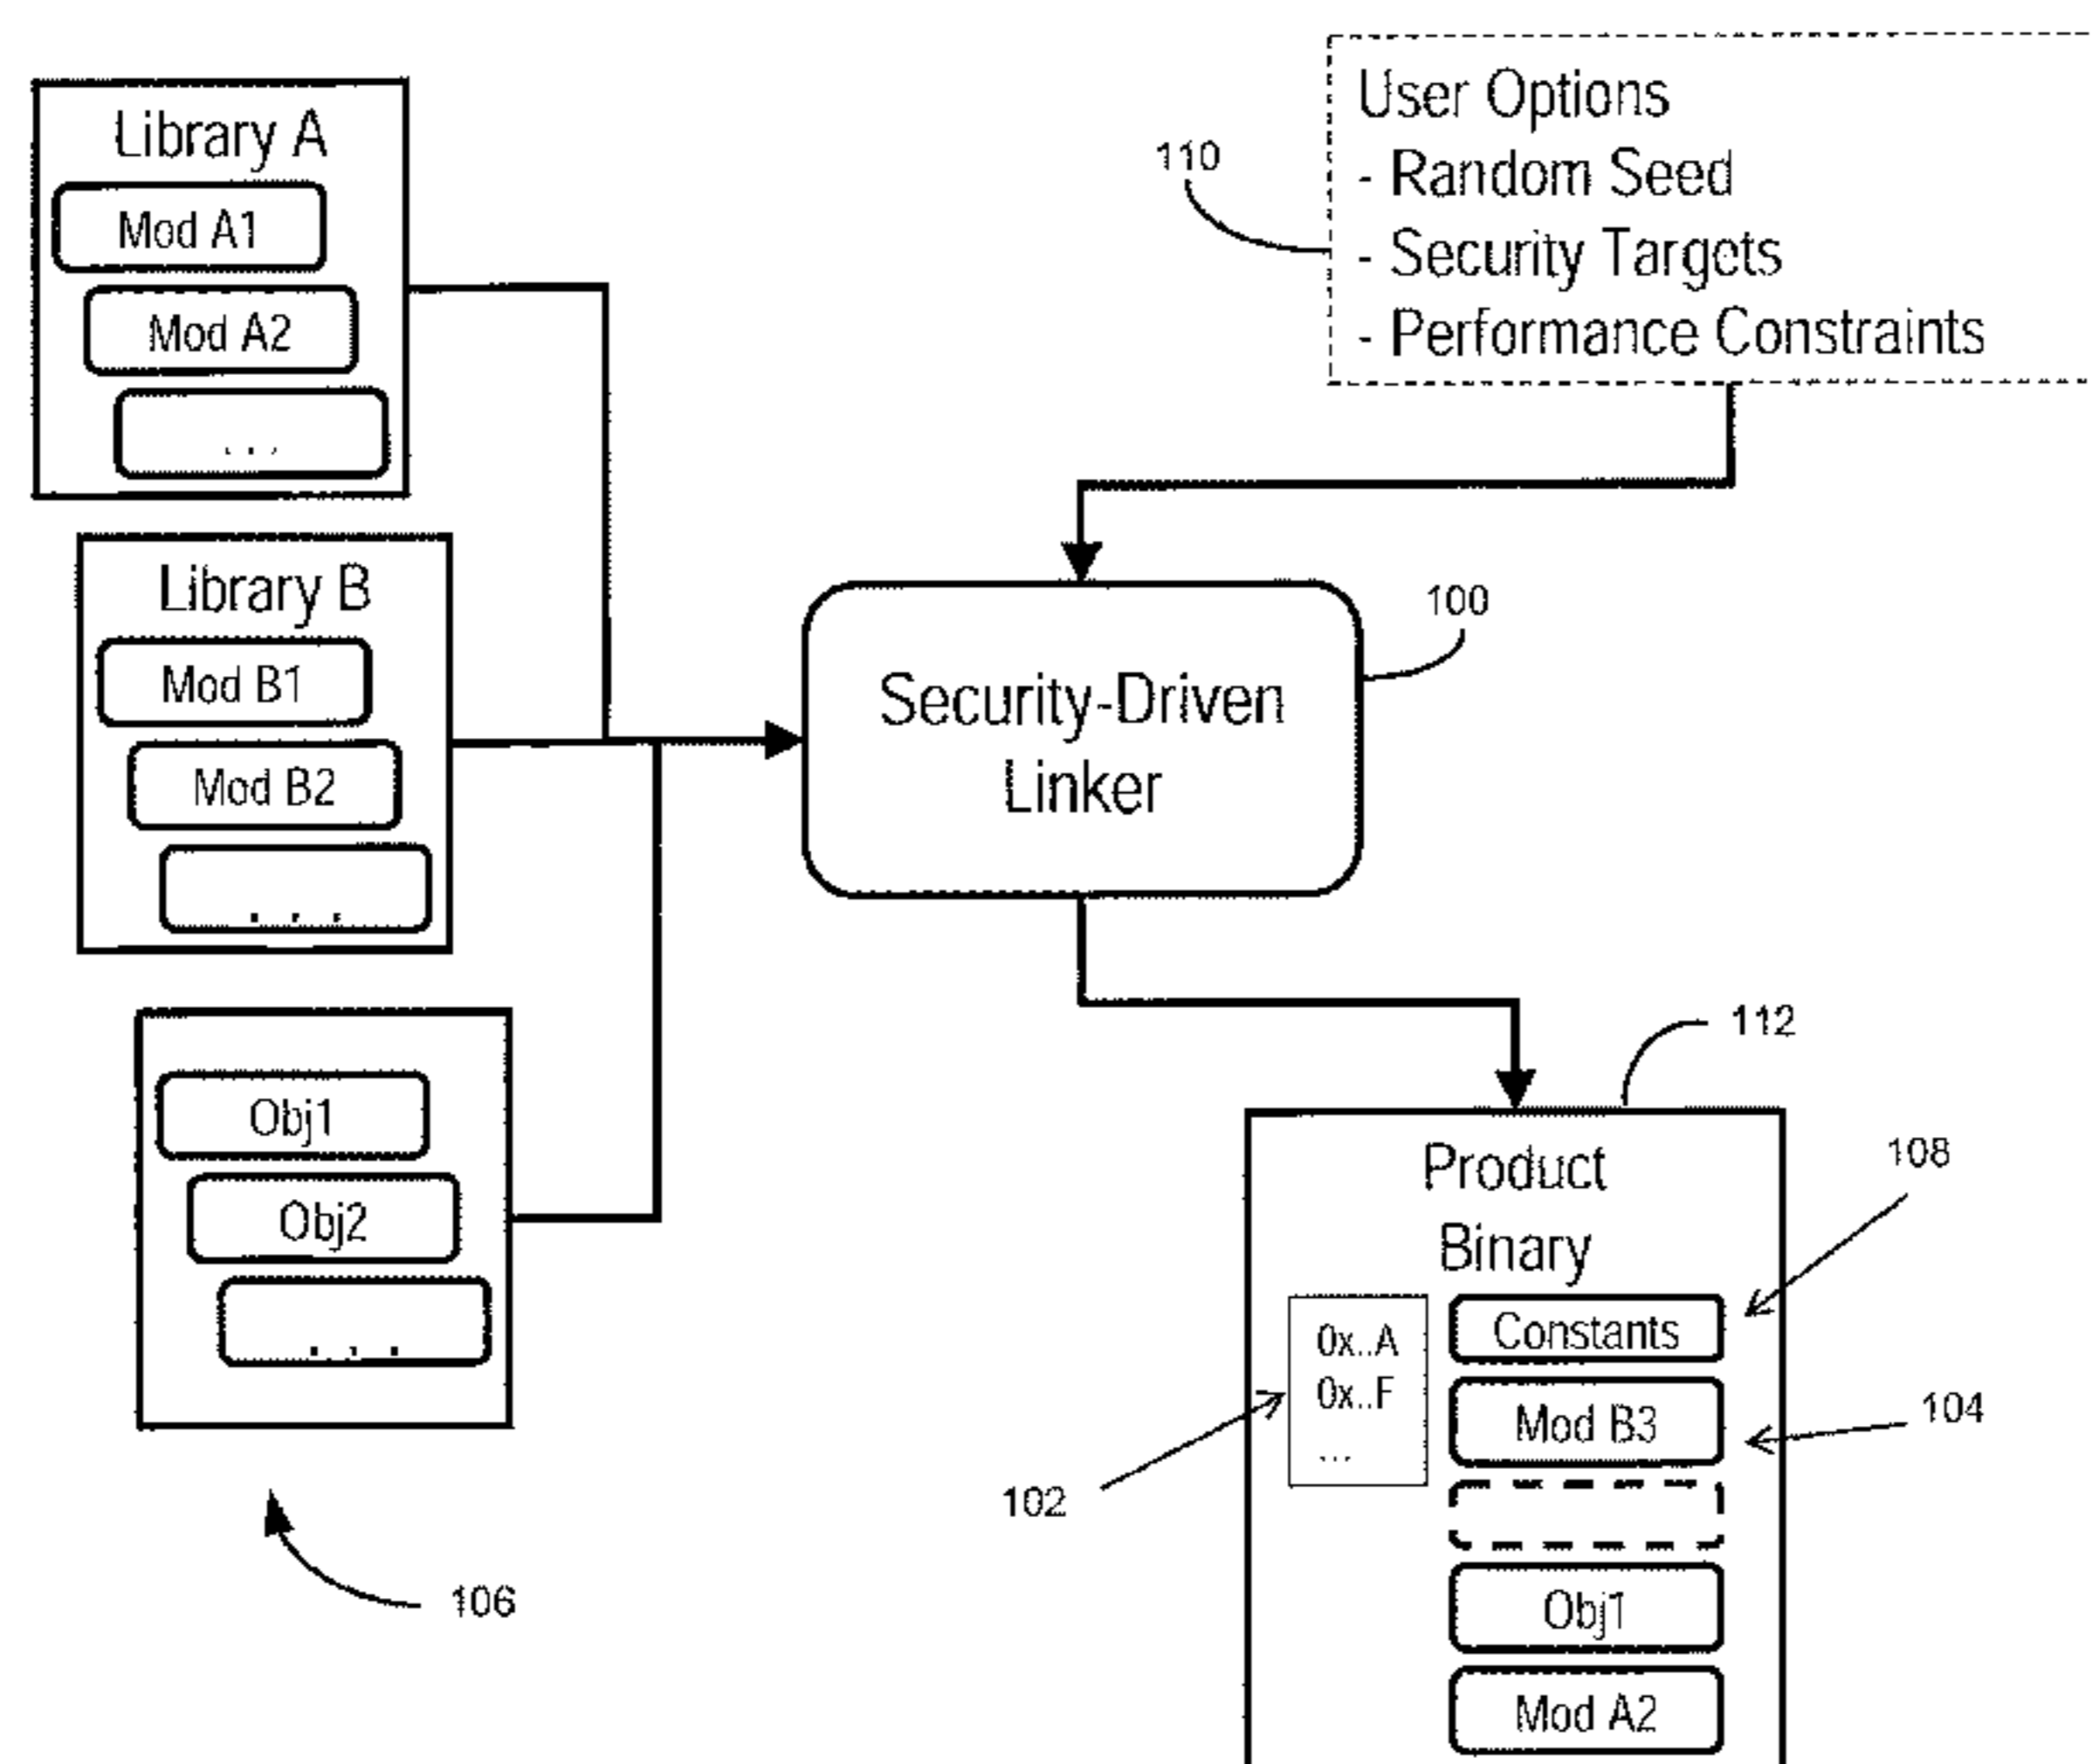 Library A
Mod A1
Mod A2
...
Library B
Mod B1
Mod B2
...
Obj1
Obj2
...
106
110
User Options
- Random Seed
- Security Targets
- Performance Constraints
100
Security-Driven
Linker
112
Product
Binary
108
0x..A
0x..F
...
102
Constants
Mod B3
104
Obj1
Mod A2